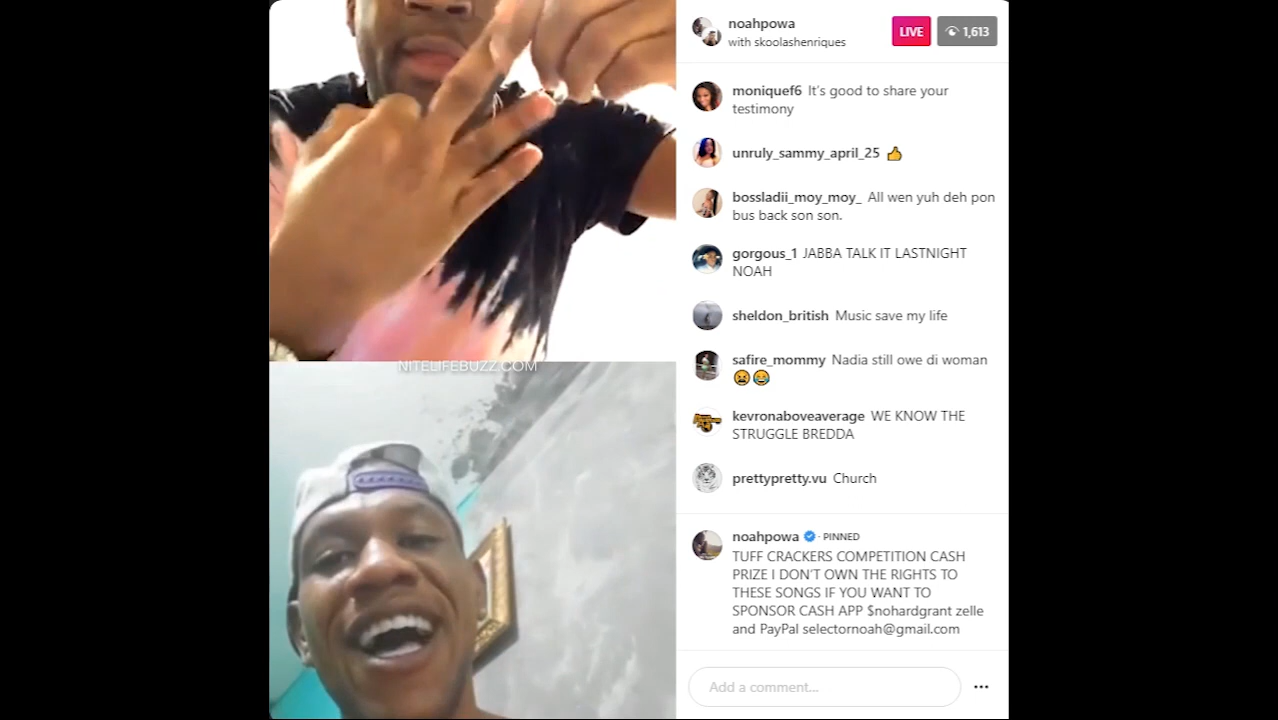 noahpowa
with skoolashenriques
LIVE
1,613
moniquef6 It's good to share your
testimony
unruly_sammy_april_25 👍
bossladii_moy_moy_ All wen yuh deh pon
bus back son son.
gorgous_1 JABBA TALK IT LASTNIGHT
NOAH
sheldon_british Music save my life
safire_mommy Nadia still owe di woman
😫😂
kevronaboveaverage WE KNOW THE
STRUGGLE BREDDA
prettypretty.vu Church
noahpowa · PINNED
TUFF CRACKERS COMPETITION CASH
PRIZE I DON'T OWN THE RIGHTS TO
THESE SONGS IF YOU WANT TO
SPONSOR CASH APP $nohardgrant zelle
and PayPal selectornoah@gmail.com
Add a comment...
NITELIFEBUZZ.COM